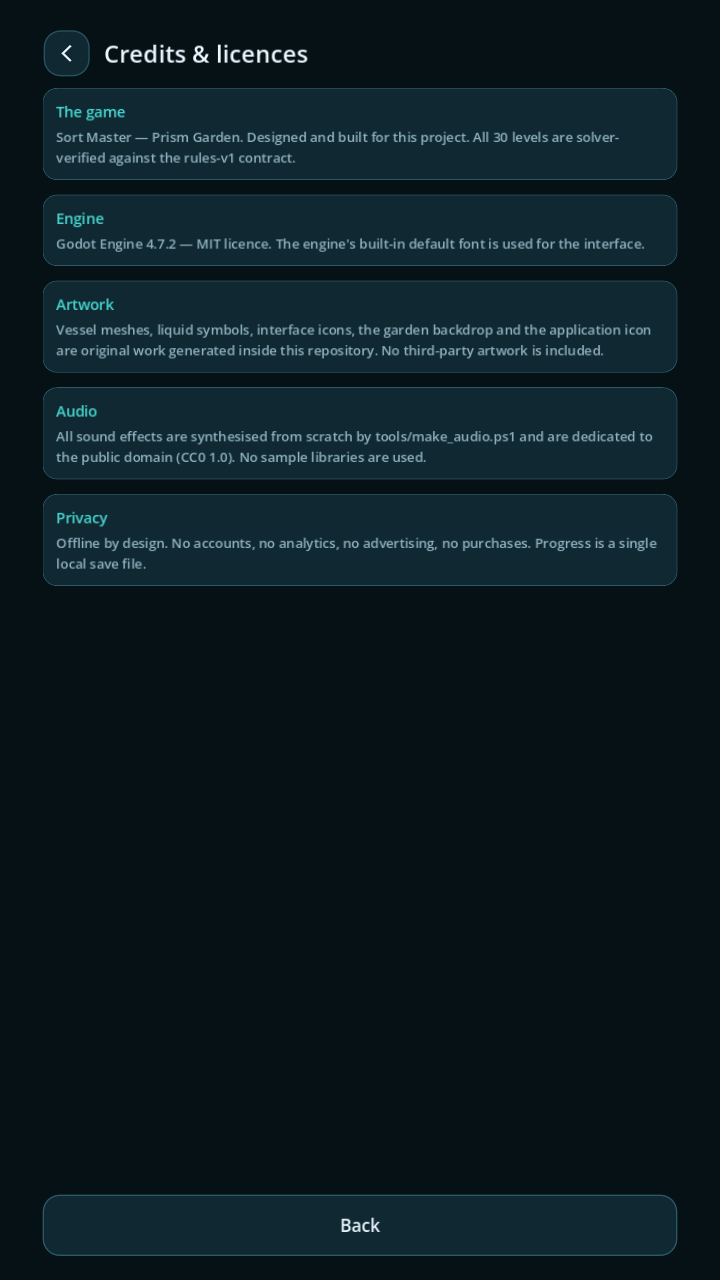 Credits & licences
The game
Sort Master — Prism Garden. Designed and built for this project. All 30 levels are solver-
verified against the rules-v1 contract.
Engine
Godot Engine 4.7.2 — MIT licence. The engine's built-in default font is used for the interface.
Artwork
Vessel meshes, liquid symbols, interface icons, the garden backdrop and the application icon
are original work generated inside this repository. No third-party artwork is included.
Audio
All sound effects are synthesised from scratch by tools/make_audio.ps1 and are dedicated to
the public domain (CC0 1.0). No sample libraries are used.
Privacy
Offline by design. No accounts, no analytics, no advertising, no purchases. Progress is a single
local save file.
Back